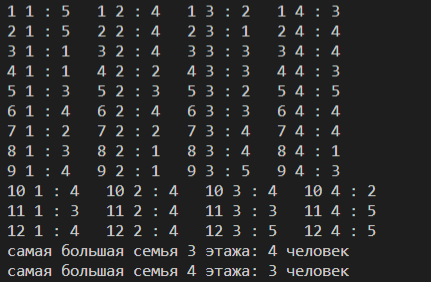 1 1 : 5 1 2 : 4 1 3 : 2 1 4 : 3
2 1 : 5 2 2 : 4 2 3 : 1 2 4 : 4
3 1 : 1 3 2 : 4 3 3 : 4 3 4 : 4
4 1 : 1 4 2 : 2 4 3 : 3 4 4 : 3
5 1 : 3 5 2 : 3 5 3 : 2 5 4 : 5
6 1 : 4 6 2 : 4 6 3 : 3 6 4 : 4
7 1 : 2 7 2 : 2 7 3 : 4 7 4 : 4
8 1 : 3 8 2 : 1 8 3 : 4 8 4 : 1
9 1 : 4 9 2 : 1 9 3 : 5 9 4 : 4
10 1 : 4 10 2 : 4 10 3 : 4 10 4 : 2
11 1 : 3 11 2 : 4 11 3 : 3 11 4 : 5
12 1 : 4 12 2 : 4 12 3 : 5 12 4 : 5
самая большая семья 3 этажа: 4 человек
самая большая семья 4 этажа: 3 человек